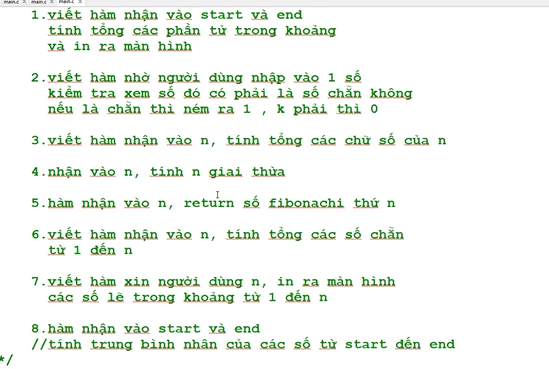 main.c × main.c × main.c ×
1.viết hàm nhận vào start và end
tính tổng các phần tử trong khoảng
và in ra màn hình
2.viết hàm nhờ người dùng nhập vào 1 số
kiểm tra xem số đó có phải là số chẵn không
nếu là chẵn thì ném ra 1 , k phải thì 0
3.viết hàm nhận vào n, tính tổng các chữ số của n
4.nhận vào n, tính n giai thừa
5.hàm nhận vào n, return số fibonachi thứ n
6.viết hàm nhận vào n, tính tổng các số chẵn
từ 1 đến n
7.viết hàm xin người dùng n, in ra màn hình
các số lẻ trong khoảng từ 1 đến n
8.hàm nhận vào start và end
//tính trung bình nhân của các số từ start đến end
*/